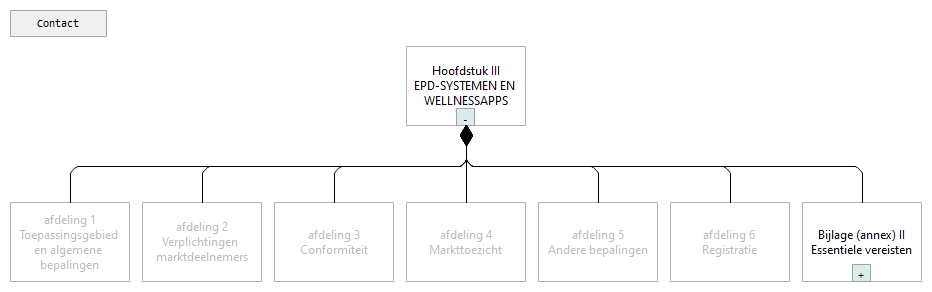 Contact
Hoofdstuk III
EPD-SYSTEMEN EN
WELLNESSAPPS
-
afdeling 1
Toepassingsgebied
en algemene
bepalingen
afdeling 2
Verplichtingen
marktdeelnemers
afdeling 3
Conformiteit
afdeling 4
Markttoezicht
afdeling 5
Andere bepalingen
afdeling 6
Registratie
Bijlage (annex) II
Essentiele vereisten
+